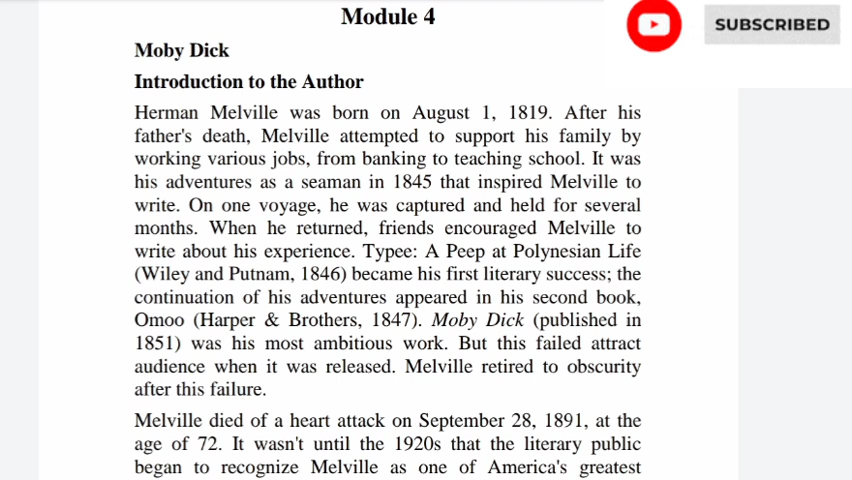 Module 4
SUBSCRIBED
Moby Dick
Introduction to the Author
Herman Melville was born on August 1, 1819. After his
father's death, Melville attempted to support his family by
working various jobs, from banking to teaching school. It was
his adventures as a seaman in 1845 that inspired Melville to
write. On one voyage, he was captured and held for several
months. When he returned, friends encouraged Melville to
write about his experience. Typee: A Peep at Polynesian Life
(Wiley and Putnam, 1846) became his first literary success; the
continuation of his adventures appeared in his second book,
Omoo (Harper & Brothers, 1847). Moby Dick (published in
1851) was his most ambitious work. But this failed attract
audience when it was released. Melville retired to obscurity
after this failure.
Melville died of a heart attack on September 28, 1891, at the
age of 72. It wasn't until the 1920s that the literary public
began to recognize Melville as one of America's greatest